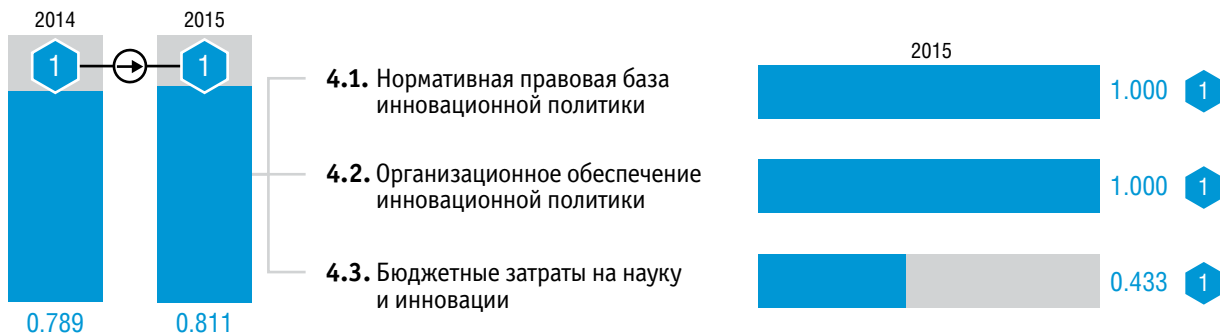 2014 2015
1 1
0.789 0.811
4.1. Нормативная правовая база
инновационной политики
4.2. Организационное обеспечение
инновационной политики
4.3. Бюджетные затраты на науку
и инновации
2015
1.000 1
1.000 1
0.433 1